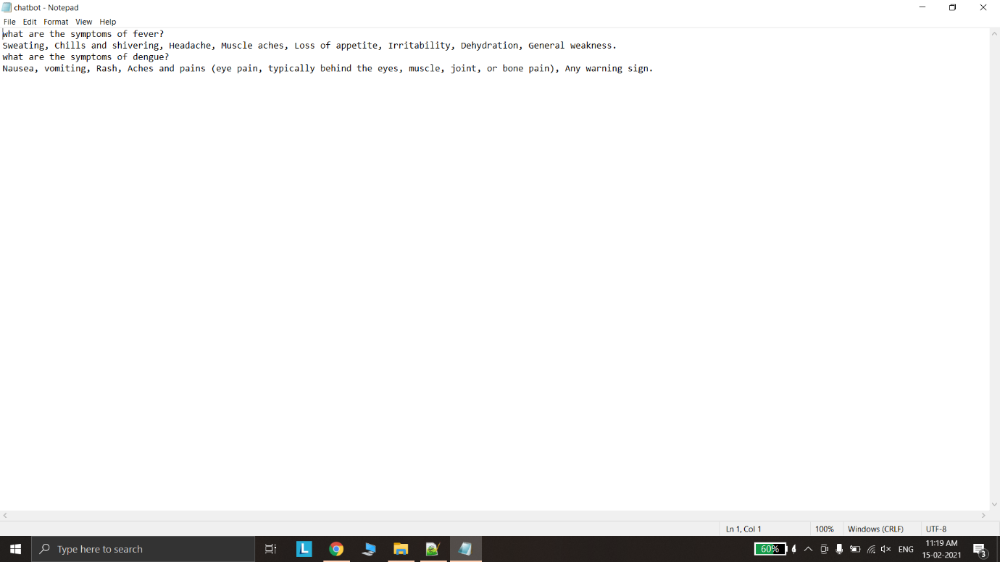 chatbot - Notepad
File Edit Format View Help
what are the symptoms of fever?
Sweating, Chills and shivering, Headache, Muscle aches, Loss of appetite, Irritability, Dehydration, General weakness.
what are the symptoms of dengue?
Nausea, vomiting, Rash, Aches and pains (eye pain, typically behind the eyes, muscle, joint, or bone pain), Any warning sign.
Ln 1, Col 1 100% Windows (CRLF) UTF-8
Type here to search L 60% ENG 11:19 AM
15-02-2021 3